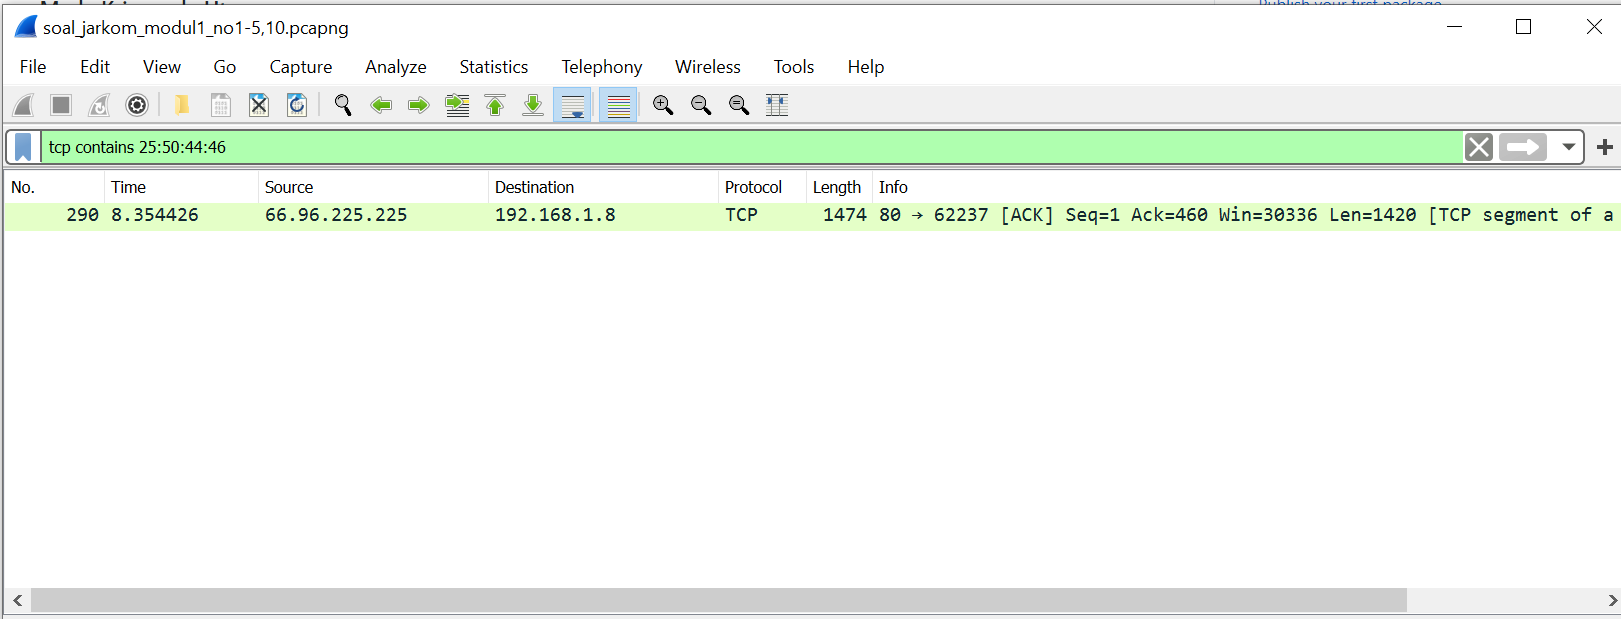 soal_jarkom_modul1_no1-5,10.pcapng
File Edit View Go Capture Analyze Statistics Telephony Wireless Tools Help
tcp contains 25:50:44:46
No. Time Source Destination Protocol Length Info
290 8.354426 66.96.225.225 192.168.1.8 TCP 1474 80 → 62237 [ACK] Seq=1 Ack=460 Win=30336 Len=1420 [TCP segment of a